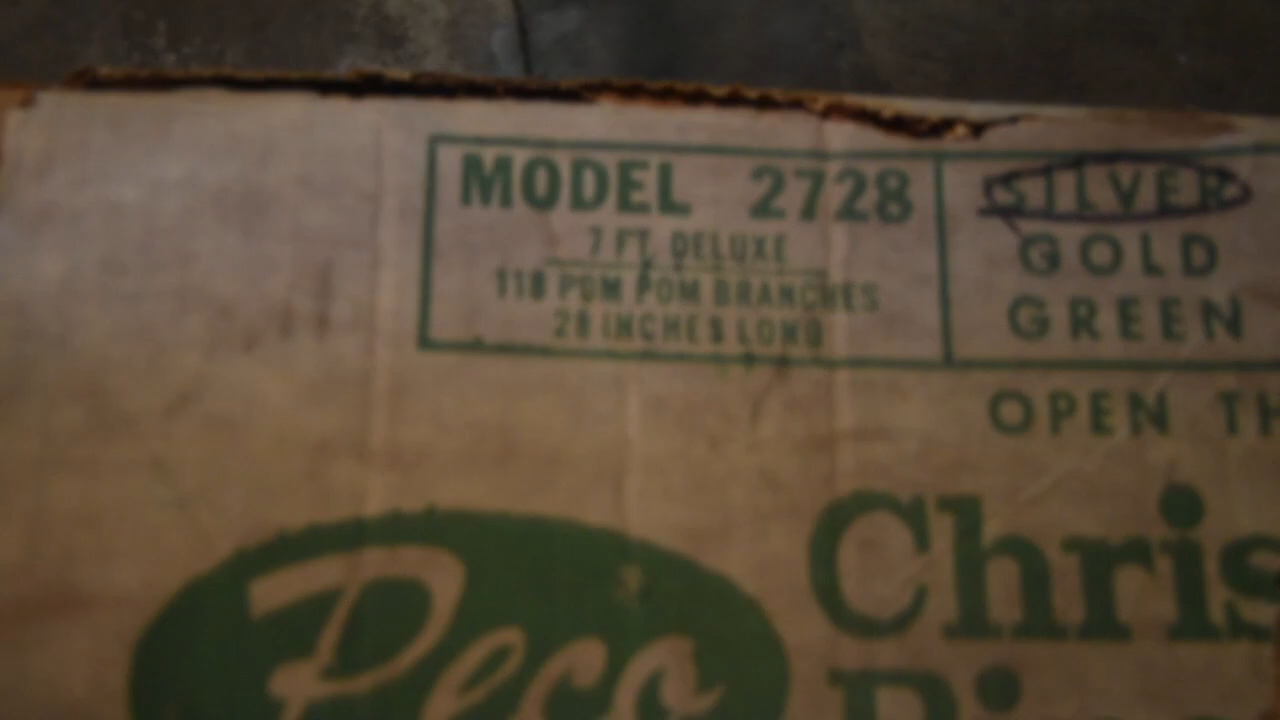 MODEL 2728
7 FT. DELUXE
118 POM POM BRANCHES
28 INCHES LONG
SILVER
GOLD
GREEN
OPEN TH
Chris
Peco